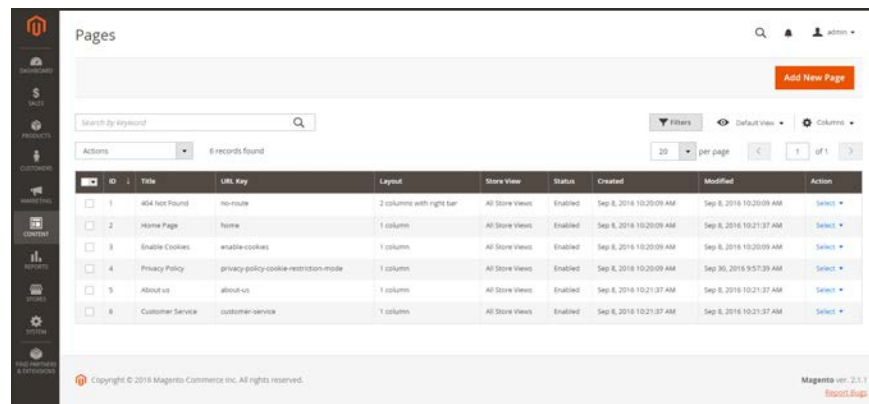 Pages
admin
DASHBOARD
SALES
PRODUCTS
CUSTOMERS
MARKETING
CONTENT
REPORTS
STORES
SYSTEM
FIND PARTNERS
& EXTENSIONS
Add New Page
Search by keyword
Filters
Default View
Columns
Actions
6 records found
20
per page
1
of 1
ID Title URL Key Layout Store View Status Created Modified Action
1 404 Not Found no-route 2 columns with right bar All Store Views Enabled Sep 8, 2016 10:20:09 AM Sep 8, 2016 10:20:09 AM Select
2 Home Page home 1 column All Store Views Enabled Sep 8, 2016 10:20:09 AM Sep 8, 2016 10:21:37 AM Select
3 Enable Cookies enable-cookies 1 column All Store Views Enabled Sep 8, 2016 10:20:09 AM Sep 8, 2016 10:20:09 AM Select
4 Privacy Policy privacy-policy-cookie-restriction-mode 1 column All Store Views Enabled Sep 8, 2016 10:20:09 AM Sep 30, 2016 9:57:39 AM Select
5 About us about-us 1 column All Store Views Enabled Sep 8, 2016 10:21:37 AM Sep 8, 2016 10:21:37 AM Select
6 Customer Service customer-service 1 column All Store Views Enabled Sep 8, 2016 10:21:37 AM Sep 8, 2016 10:21:37 AM Select
Copyright © 2016 Magento Commerce Inc. All rights reserved.
Magento ver. 2.1.1
Report Bugs